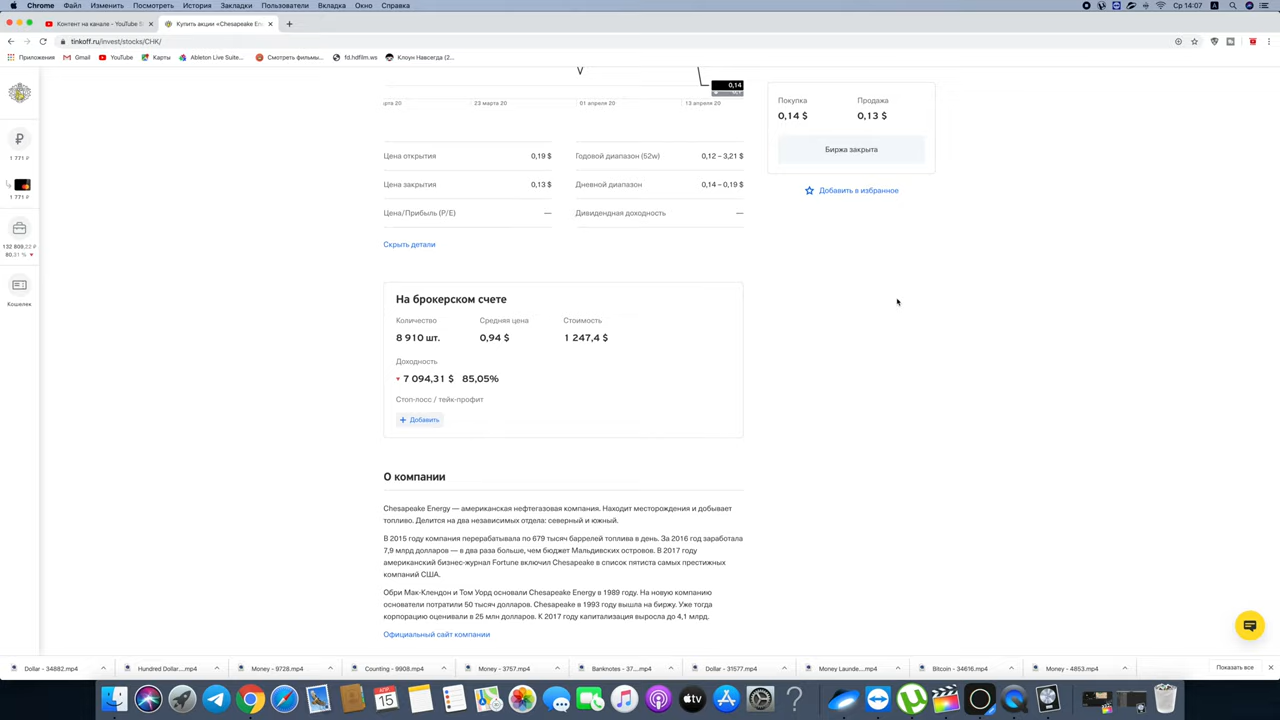 Chrome Файл Изменить Посмотреть История Закладки Пользователи Вкладка Окно Справка
Ср 14:07
Контент на канале – YouTube S
Купить акции «Chesapeake Ene
tinkoff.ru/invest/stocks/CHK/
Приложения Gmail YouTube Карты Ableton Live Suite... Смотреть фильмы... fd.hdfilm.ws Клоун Навсегда (2...
0,14
рта 20 23 марта 20 01 апреля 20 13 апреля 20
1 771 ₽
1 771 ₽
132 809,22 ₽
80,31 %
Кошелек
Покупка Продажа
0,14 $ 0,13 $
Биржа закрыта
Добавить в избранное
Цена открытия 0,19 $ Годовой диапазон (52w) 0,12 – 3,21 $
Цена закрытия 0,13 $ Дневной диапазон 0,14 – 0,19 $
Цена/Прибыль (P/E) — Дивидендная доходность —
Скрыть детали
На брокерском счете
Количество Средняя цена Стоимость
8 910 шт. 0,94 $ 1 247,4 $
Доходность
7 094,31 $ 85,05%
Стоп-лосс / тейк-профит
+ Добавить
О компании
Chesapeake Energy — американская нефтегазовая компания. Находит месторождения и добывает
топливо. Делится на два независимых отдела: северный и южный.
В 2015 году компания перерабатывала по 679 тысяч баррелей топлива в день. За 2016 год заработала
7,9 млрд долларов — в два раза больше, чем бюджет Мальдивских островов. В 2017 году
американский бизнес-журнал Fortune включил Chesapeake в список пятиста самых престижных
компаний США.
Обри Мак-Клендон и Том Уорд основали Chesapeake Energy в 1989 году. На новую компанию
основатели потратили 50 тысяч долларов. Chesapeake в 1993 году вышла на биржу. Уже тогда
корпорацию оценивали в 25 млн долларов. К 2017 году капитализация выросла до 4,1 млрд.
Официальный сайт компании
Dollar - 34882.mp4 Hundred Dollar....mp4 Money - 9728.mp4 Counting - 9908.mp4 Money - 3767.mp4 Banknotes - 37....mp4 Dollar - 31577.mp4 Money Launde....mp4 Bitcoin - 34616.mp4 Money - 4853.mp4 Показать все
АПР
15
tv